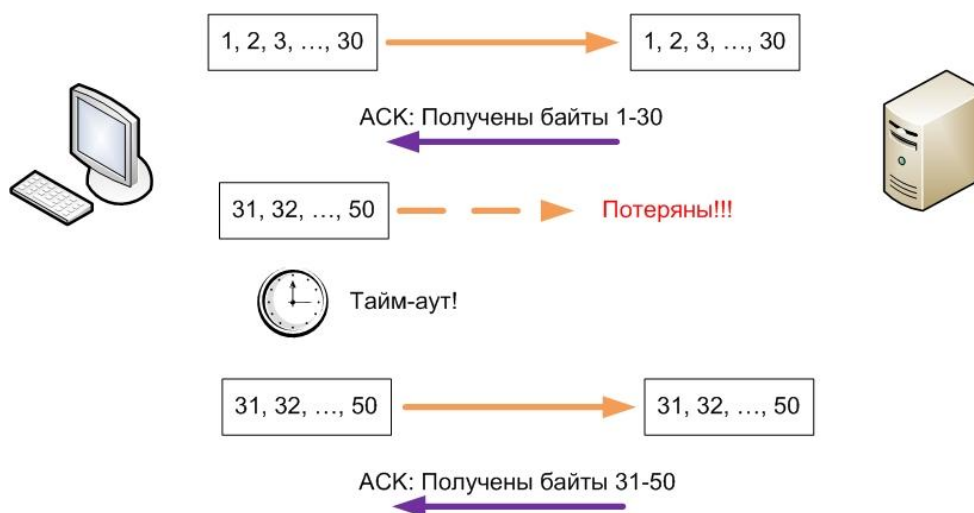 1, 2, 3, …, 30
1, 2, 3, …, 30
ACK: Получены байты 1-30
31, 32, …, 50
Потеряны!!!
Тайм-аут!
31, 32, …, 50
31, 32, …, 50
ACK: Получены байты 31-50